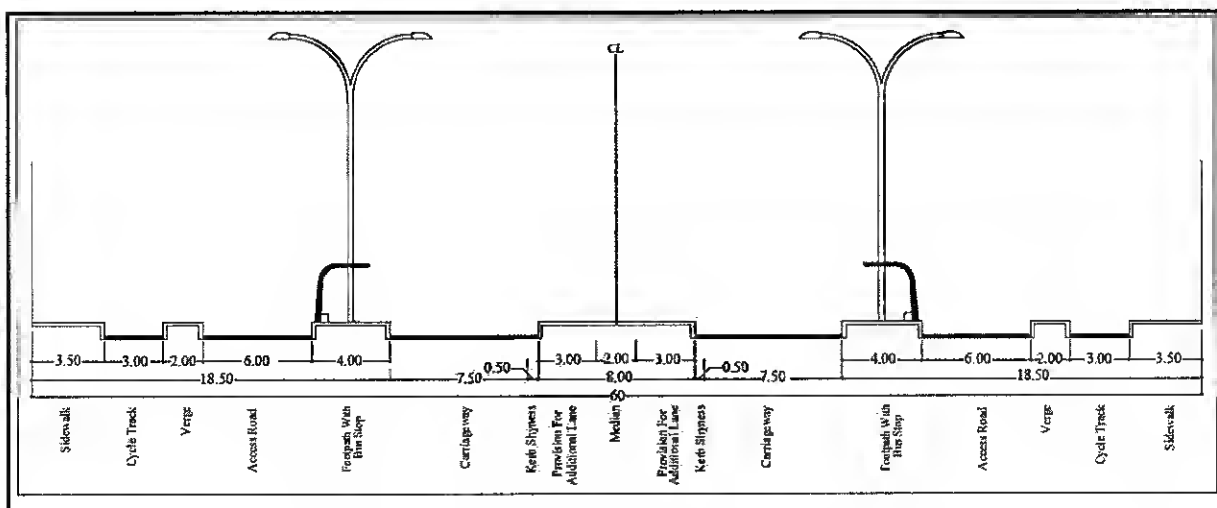 CL
3.50
3.00
2.00
6.00
4.00
0.50
3.00
2.00
3.00
0.50
4.00
6.00
2.00
3.00
3.50
18.50
7.50
8.00
7.50
18.50
60
Sidewalk
Cycle Track
Verge
Access Road
Footpath With
Bus Stop
Carriageway
Kerb Shyness
Provision For
Additional Lane
Median
Provision For
Additional Lane
Kerb Shyness
Carriageway
Footpath With
Bus Stop
Access Road
Verge
Cycle Track
Sidewalk